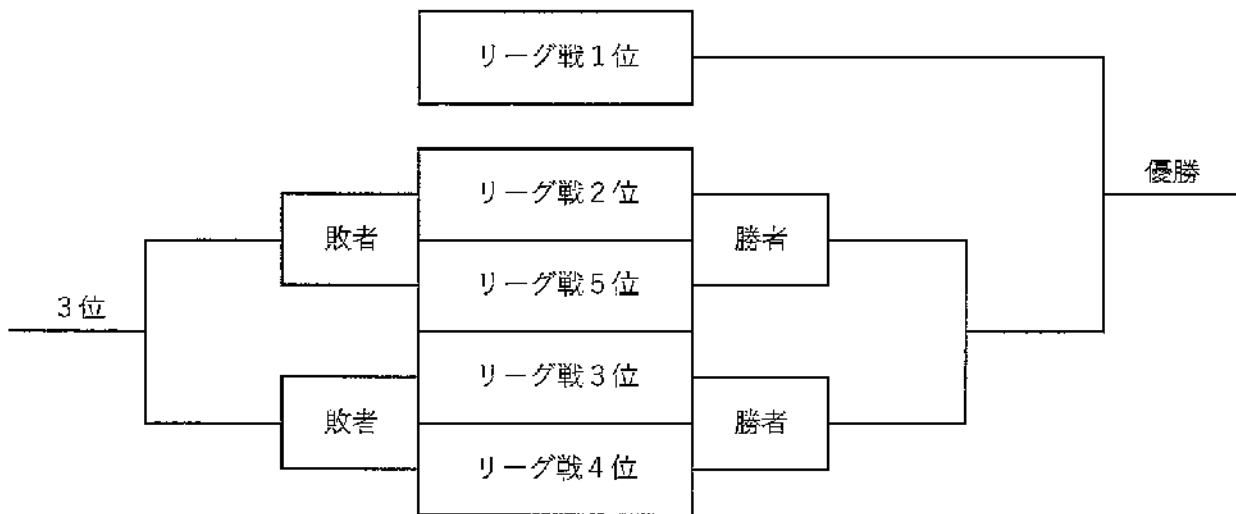 リーグ戦1位
優勝
リーグ戦2位
敗者
勝者
リーグ戦5位
3位
リーグ戦3位
敗者
勝者
リーグ戦4位